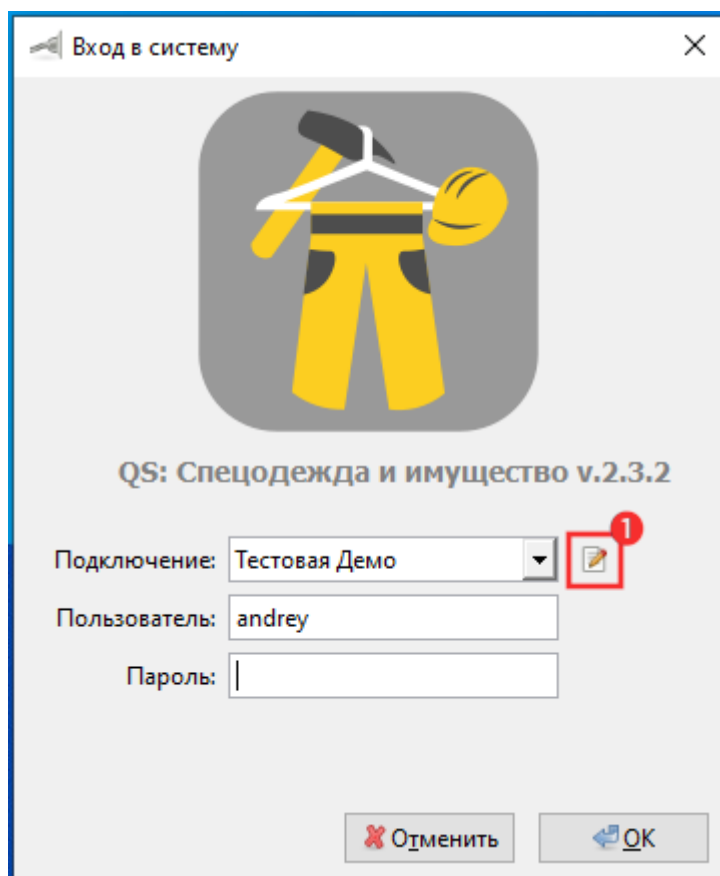 Вход в систему
QS: Спецодежда и имущество v.2.3.2
1
Подключение: Тестовая Демо
Пользователь: andrey
Пароль:
Отменить OK